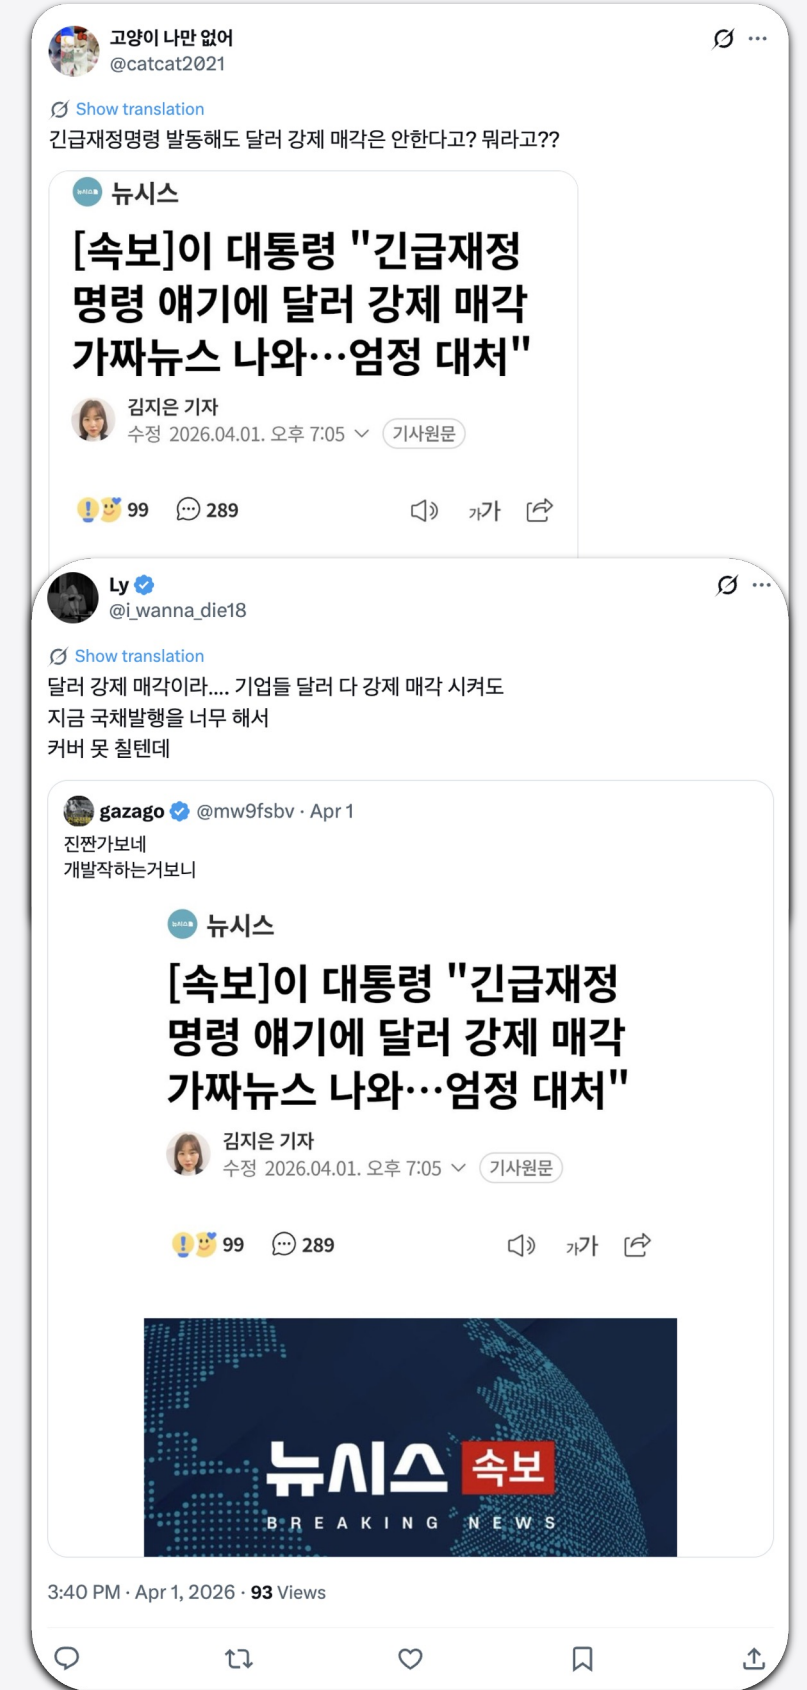 고양이 나만 없어
@catcat2021
Show translation
긴급재정명령 발동해도 달러 강제 매각은 안한다고? 뭐라고??
뉴시스
[속보]이 대통령 "긴급재정
명령 얘기에 달러 강제 매각
가짜뉴스 나와…엄정 대처"
김지은 기자
수정 2026.04.01. 오후 7:05 기사원문
99 289 가가
Ly
@i_wanna_die18
Show translation
달러 강제 매각이라.... 기업들 달러 다 강제 매각 시켜도
지금 국채발행을 너무 해서
커버 못 칠텐데
gazago @mw9fsbv · Apr 1
진짠가보네
개발작하는거보니
뉴시스
[속보]이 대통령 "긴급재정
명령 얘기에 달러 강제 매각
가짜뉴스 나와…엄정 대처"
김지은 기자
수정 2026.04.01. 오후 7:05 기사원문
99 289 가가
뉴시스 속보
BREAKING NEWS
3:40 PM · Apr 1, 2026 · 93 Views